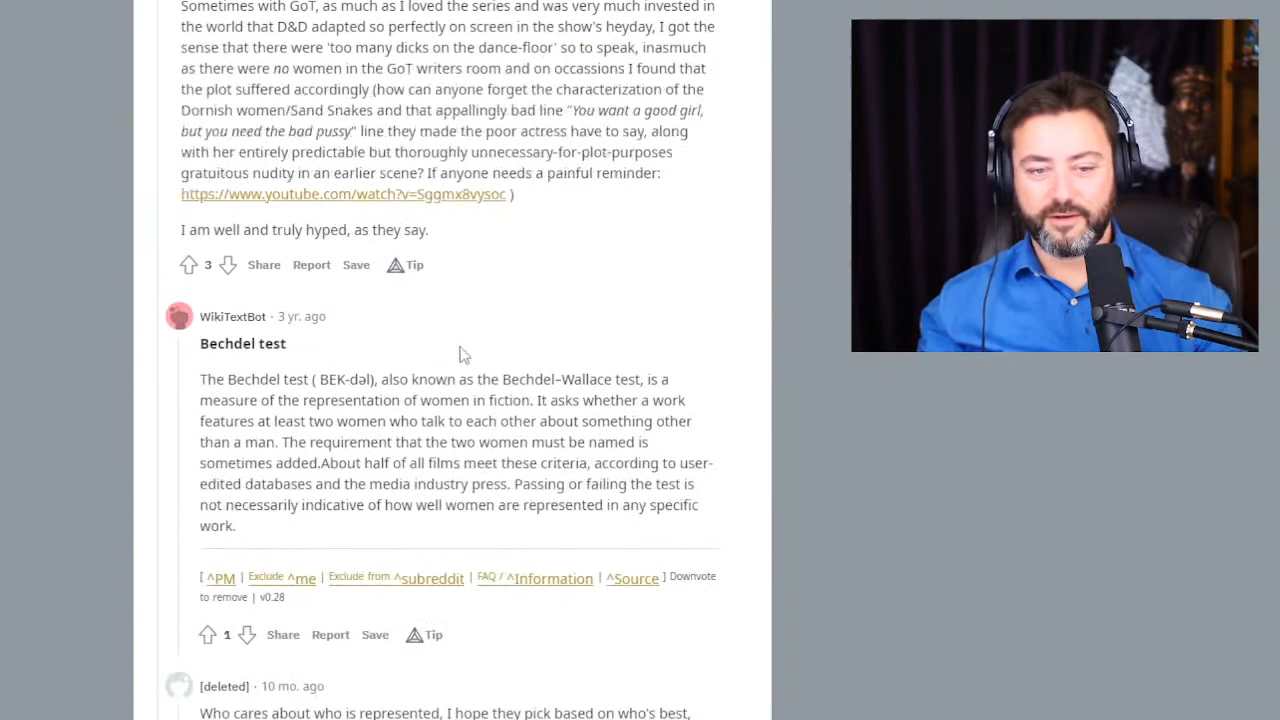 Sometimes with GoT, as much as I loved the series and was very much invested in
the world that D&D adapted so perfectly on screen in the show's heyday, I got the
sense that there were 'too many dicks on the dance-floor' so to speak, inasmuch
as there were no women in the GoT writers room and on occassions I found that
the plot suffered accordingly (how can anyone forget the characterization of the
Dornish women/Sand Snakes and that appallingly bad line "You want a good girl,
but you need the bad pussy" line they made the poor actress have to say, along
with her entirely predictable but thoroughly unnecessary-for-plot-purposes
gratuitous nudity in an earlier scene? If anyone needs a painful reminder:
https://www.youtube.com/watch?v=Sggmx8vysoc )
I am well and truly hyped, as they say.
3 Share Report Save Tip
WikiTextBot · 3 yr. ago
Bechdel test
The Bechdel test ( BEK-dəl), also known as the Bechdel–Wallace test, is a
measure of the representation of women in fiction. It asks whether a work
features at least two women who talk to each other about something other
than a man. The requirement that the two women must be named is
sometimes added.About half of all films meet these criteria, according to user-
edited databases and the media industry press. Passing or failing the test is
not necessarily indicative of how well women are represented in any specific
work.
[ ^PM | Exclude ^me | Exclude from ^subreddit | FAQ / ^Information | ^Source ] Downvote
to remove | v0.28
1 Share Report Save Tip
[deleted] · 10 mo. ago
Who cares about who is represented, I hope they pick based on who's best,